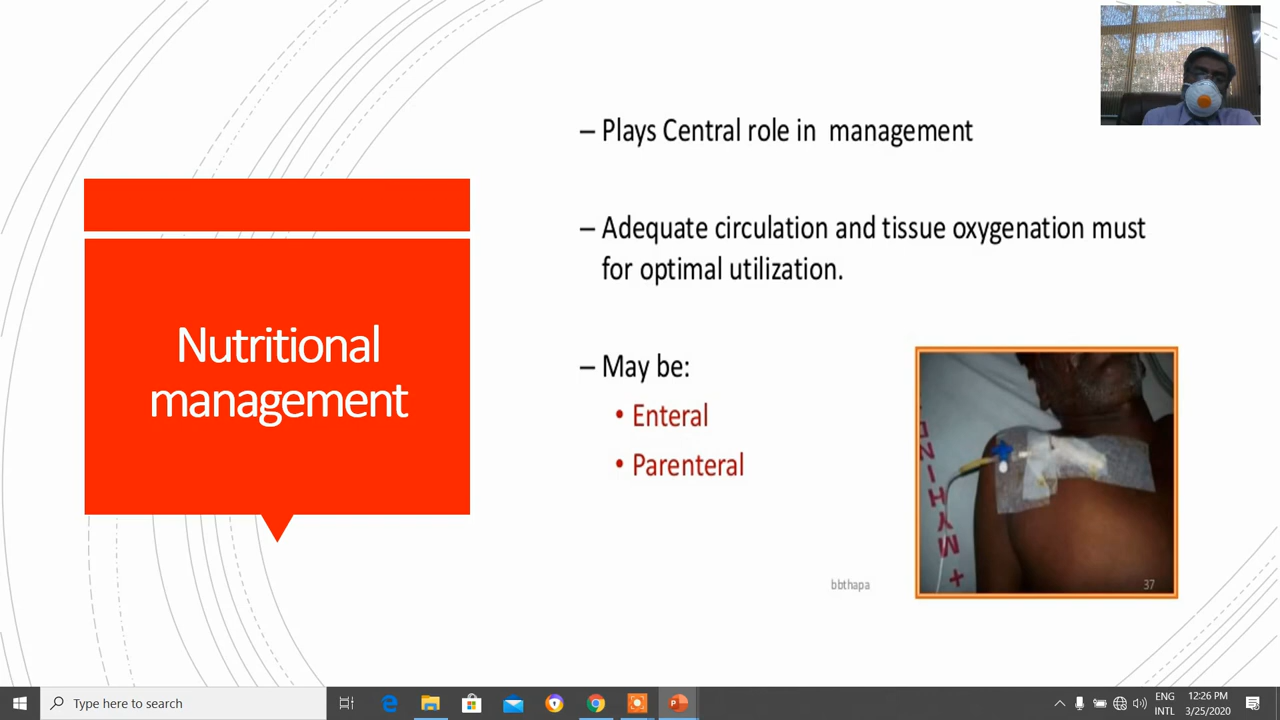 – Plays Central role in management
– Adequate circulation and tissue oxygenation must
for optimal utilization.
Nutritional
management
– May be:
• Enteral
• Parenteral
bbthapa
37
Type here to search
ENG
INTL
12:26 PM
3/25/2020